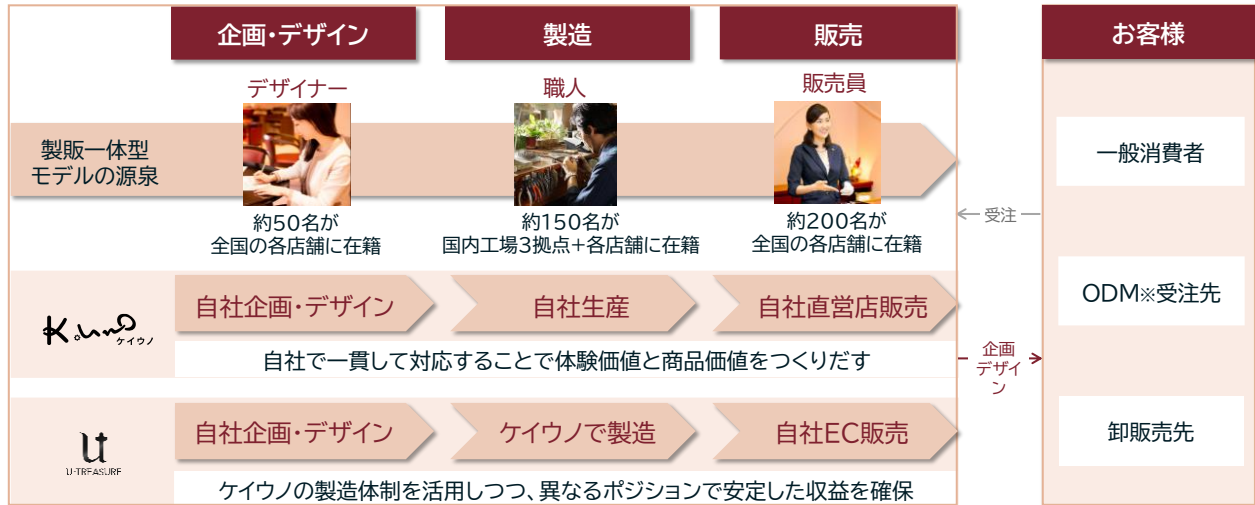 企画・デザイン
製造
販売
お客様
デザイナー
職人
販売員
製販一体型
モデルの源泉
約50名が
全国の各店舗に在籍
約150名が
国内工場3拠点+各店舗に在籍
約200名が
全国の各店舗に在籍
一般消費者
受注
K.uno
ケイウノ
自社企画・デザイン
自社生産
自社直営店販売
自社で一貫して対応することで体験価値と商品価値をつくりだす
ODM※受注先
企画
デザイ
ン
Ut
U-TREASURE
自社企画・デザイン
ケイウノで製造
自社EC販売
ケイウノの製造体制を活用しつつ、異なるポジションで安定した収益を確保
卸販売先